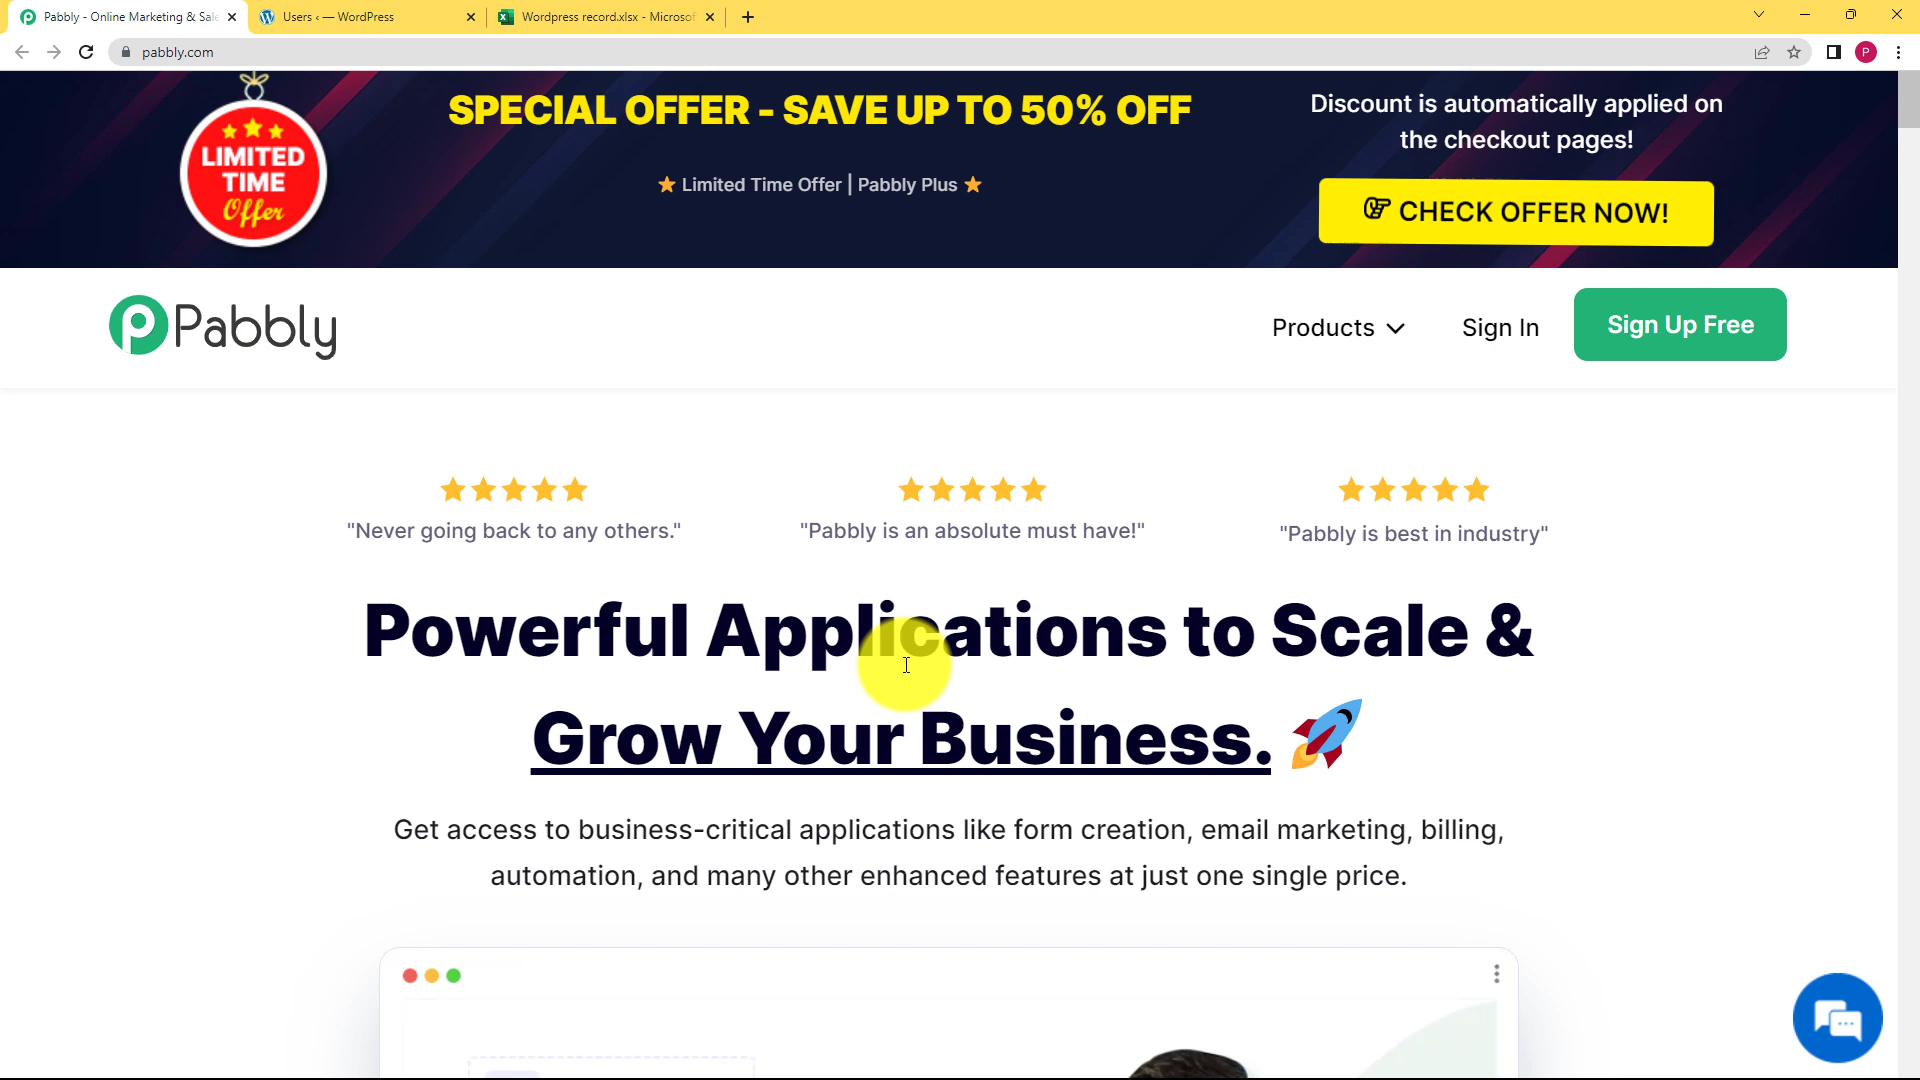 Pabbly - Online Marketing & Sale
Users ‹ — WordPress
Wordpress record.xlsx - Microsof
pabbly.com
P
LIMITED
TIME
Offer
SPECIAL OFFER - SAVE UP TO 50% OFF
Limited Time Offer | Pabbly Plus
Discount is automatically applied on
the checkout pages!
CHECK OFFER NOW!
Pabbly
Products
Sign In
Sign Up Free
"Never going back to any others."
"Pabbly is an absolute must have!"
"Pabbly is best in industry"
Powerful Applications to Scale &
Grow Your Business.
Get access to business-critical applications like form creation, email marketing, billing,
automation, and many other enhanced features at just one single price.